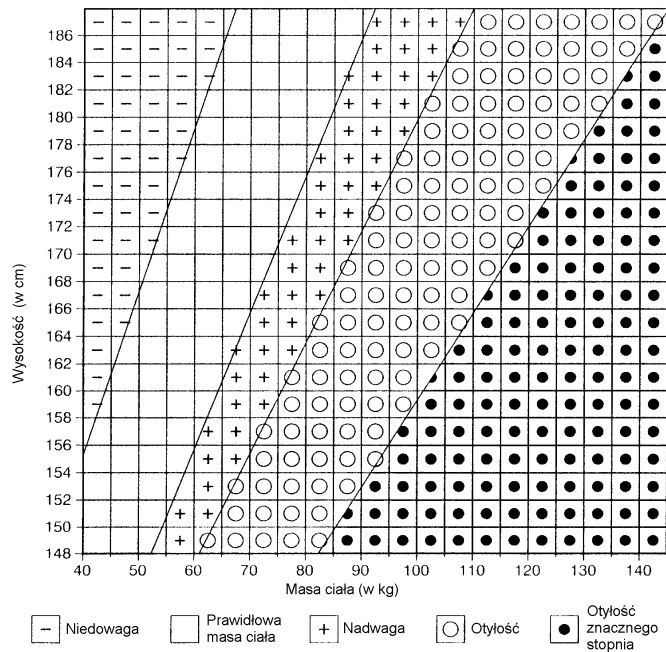 186
184
182
180
178
176
174
172
170
168
166
164
162
160
158
156
154
152
150
148
Wysokość (w cm)
40 50 60 70 80 90 100 110 120 130 140
Masa ciała (w kg)
Niedowaga
Prawidłowa
masa ciała
Nadwaga
Otyłość
Otyłość
znacznego
stopnia